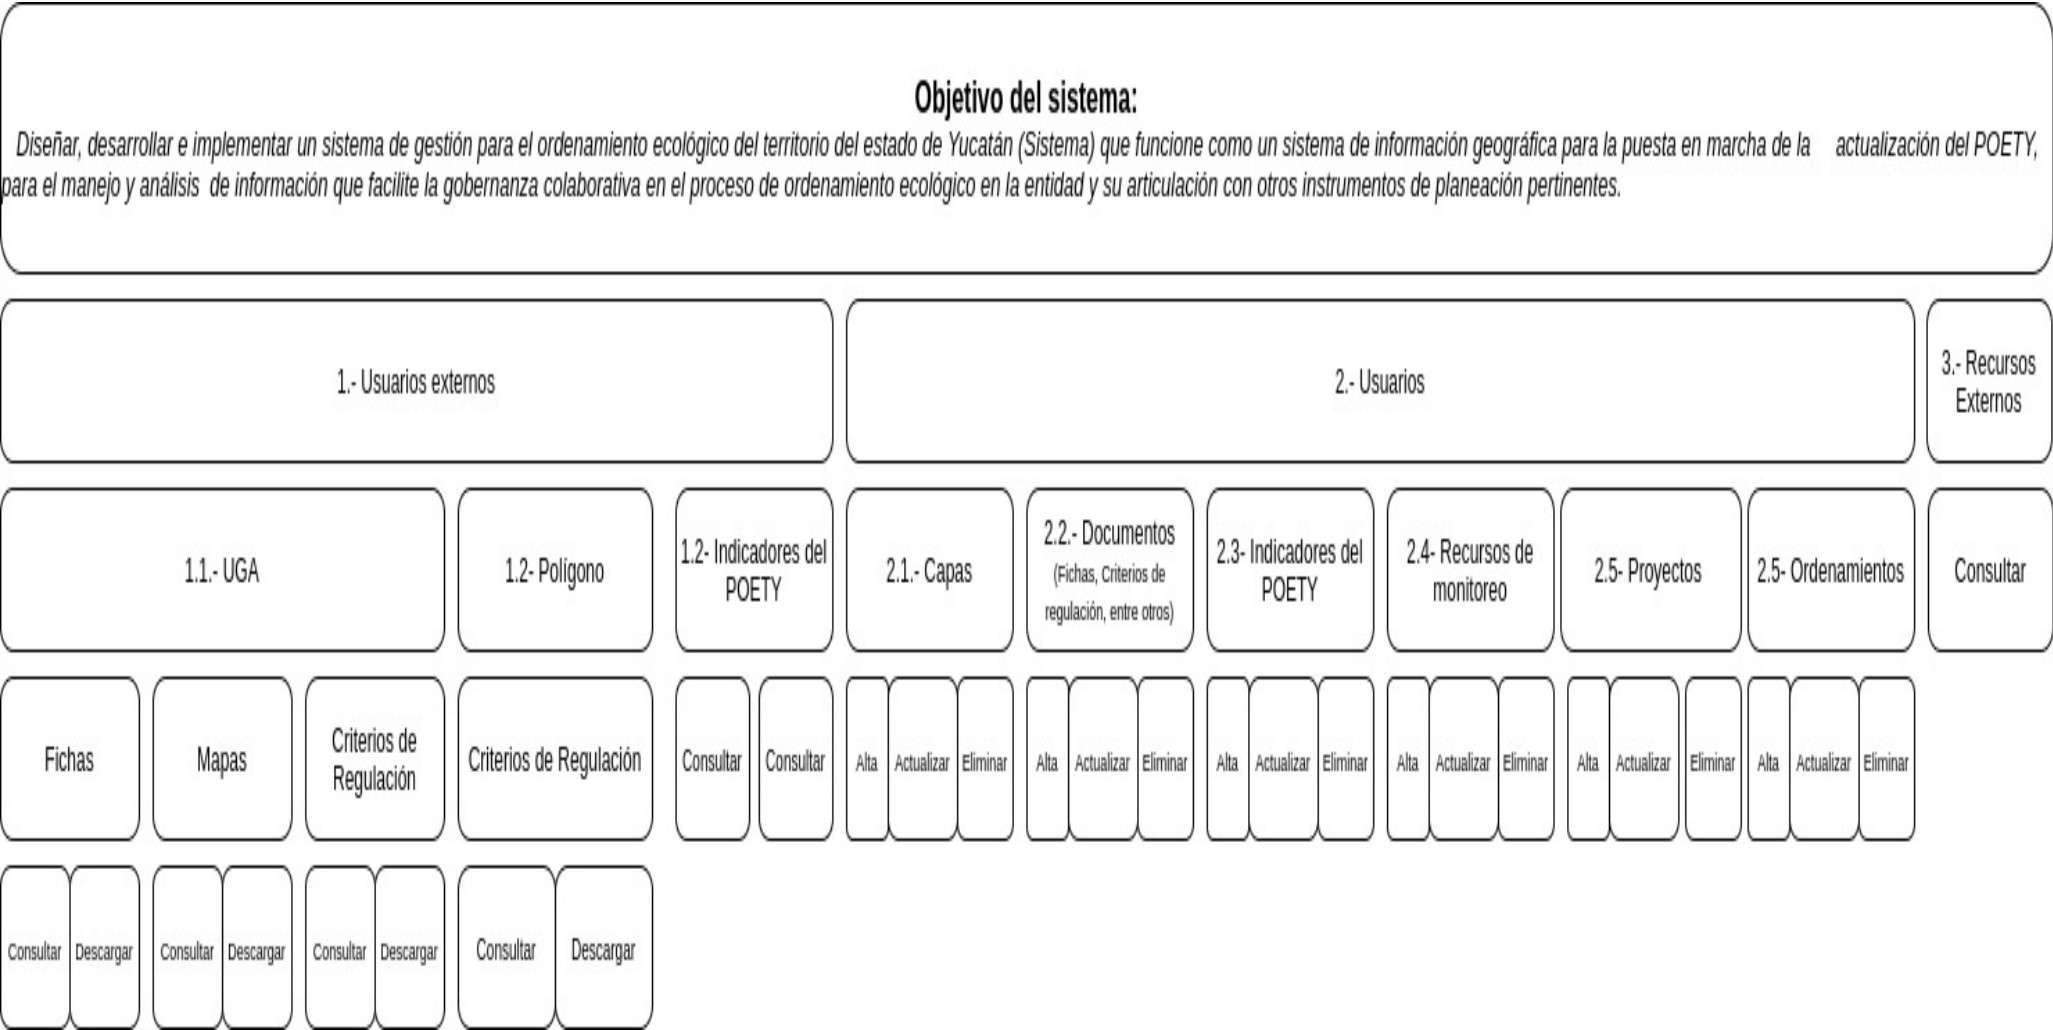 Objetivo del sistema:
Diseñar, desarrollar e implementar un sistema de gestión para el ordenamiento ecológico del territorio del estado de Yucatán (Sistema) que funcione como un sistema de información geográfica para la puesta en marcha de la actualización del POETY,
para el manejo y análisis de información que facilite la gobernanza colaborativa en el proceso de ordenamiento ecológico en la entidad y su articulación con otros instrumentos de planeación pertinentes.
1.- Usuarios externos
2.- Usuarios
3.- Recursos
Externos
1.1.- UGA
1.2- Polígono
1.2- Indicadores del
POETY
2.1.- Capas
2.2.- Documentos
(Fichas, Criterios de
regulación, entre otros)
2.3- Indicadores del
POETY
2.4- Recursos de
monitoreo
2.5- Proyectos
2.5- Ordenamientos
Consultar
Fichas
Mapas
Criterios de
Regulación
Criterios de Regulación
Consultar
Consultar
Alta
Actualizar
Eliminar
Alta
Actualizar
Eliminar
Alta
Actualizar
Eliminar
Alta
Actualizar
Eliminar
Alta
Actualizar
Eliminar
Alta
Actualizar
Eliminar
Consultar
Descargar
Consultar
Descargar
Consultar
Descargar
Consultar
Descargar